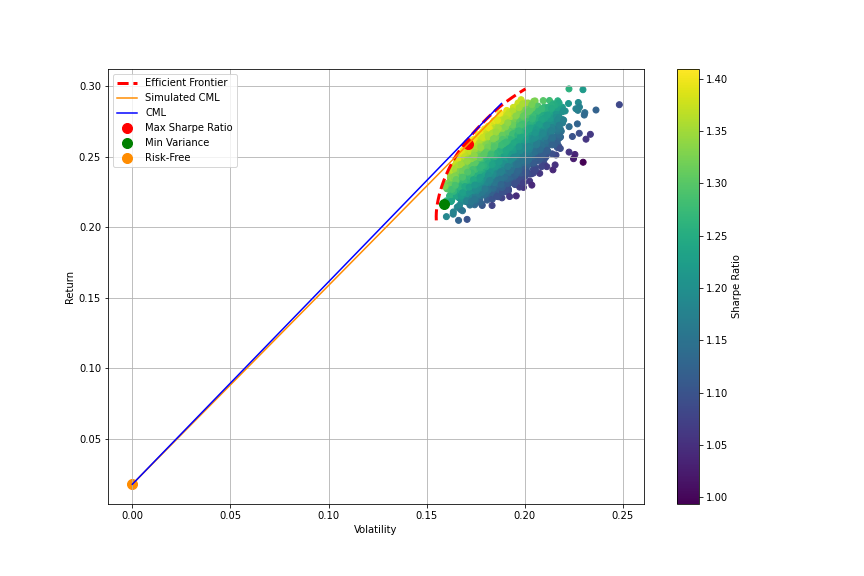 Efficient Frontier
Simulated CML
CML
Max Sharpe Ratio
Min Variance
Risk-Free
0.30
0.25
0.20
0.15
0.10
0.05
Return
0.00 0.05 0.10 0.15 0.20 0.25
Volatility
1.40
1.35
1.30
1.25
1.20
1.15
1.10
1.05
1.00
Sharpe Ratio